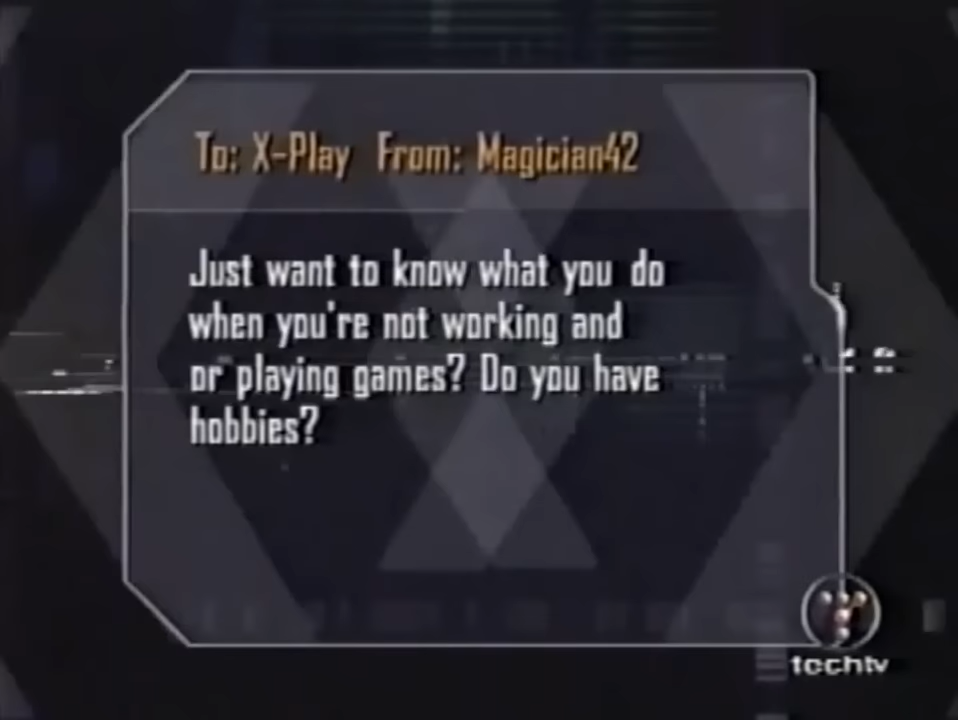 To: X-Play From: Magician42
Just want to know what you do
when you're not working and
or playing games? Do you have
hobbies?
techtv